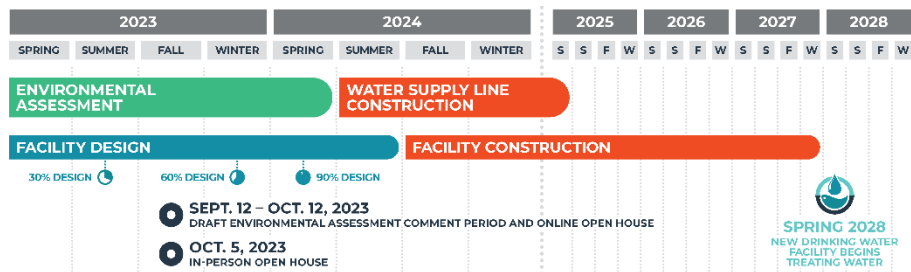 2023 2024 2025 2026 2027 2028
SPRING SUMMER FALL WINTER SPRING SUMMER FALL WINTER S S F W S S F W S S F W S S F W
ENVIRONMENTAL
ASSESSMENT
WATER SUPPLY LINE
CONSTRUCTION
FACILITY DESIGN FACILITY CONSTRUCTION
30% DESIGN 60% DESIGN 90% DESIGN
SEPT. 12 – OCT. 12, 2023
DRAFT ENVIRONMENTAL ASSESSMENT COMMENT PERIOD AND ONLINE OPEN HOUSE
OCT. 5, 2023
IN-PERSON OPEN HOUSE
SPRING 2028
NEW DRINKING WATER
FACILITY BEGINS
TREATING WATER